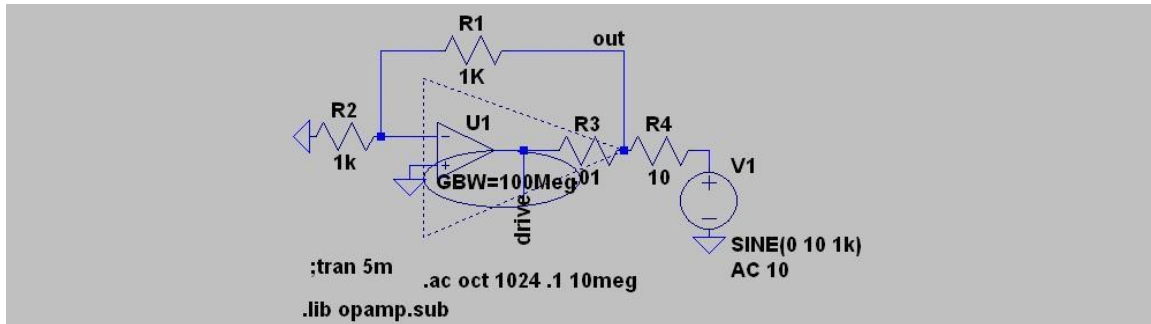 R1
out
1K
R2
U1
R3
R4
1k
GBW=100Meg
.01
10
V1
drive
SINE(0 10 1k)
AC 10
;tran 5m
.ac oct 1024 .1 10meg
.lib opamp.sub